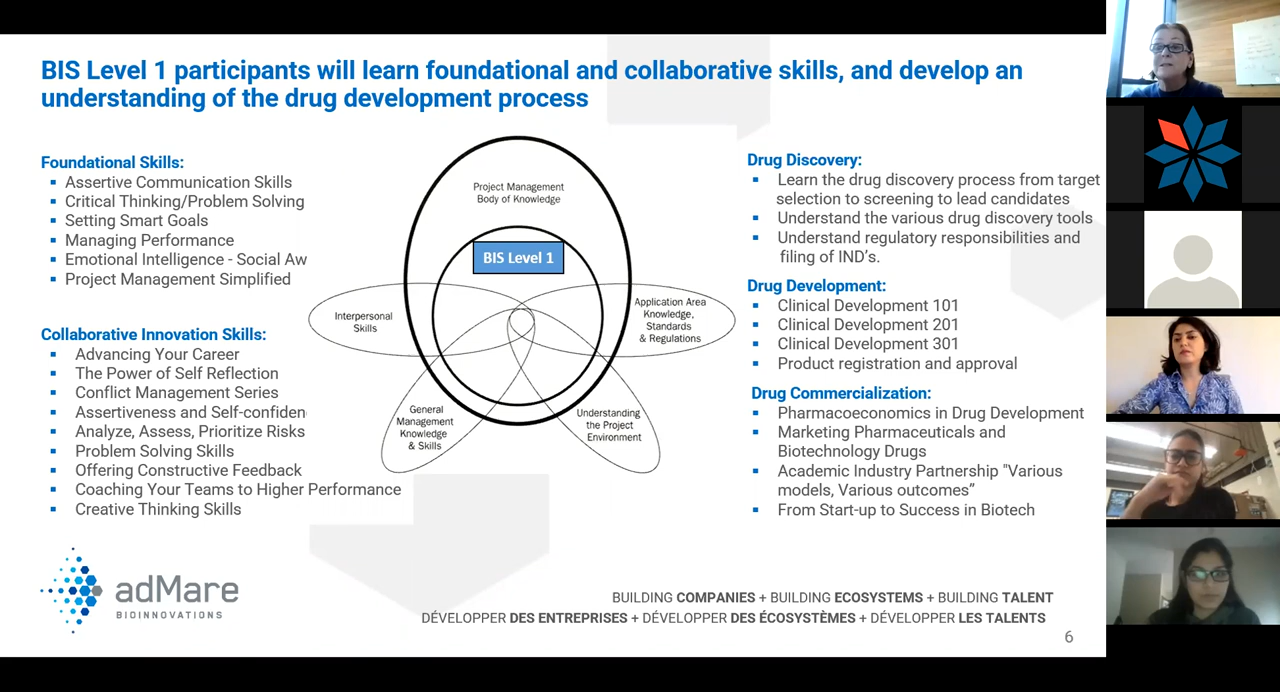 BIS Level 1 participants will learn foundational and collaborative skills, and develop an
understanding of the drug development process
Foundational Skills:
Assertive Communication Skills
Critical Thinking/Problem Solving
Setting Smart Goals
Managing Performance
Emotional Intelligence - Social Aw
Project Management Simplified
Collaborative Innovation Skills:
Advancing Your Career
The Power of Self Reflection
Conflict Management Series
Assertiveness and Self-confiden
Analyze, Assess, Prioritize Risks
Problem Solving Skills
Offering Constructive Feedback
Coaching Your Teams to Higher Performance
Creative Thinking Skills
Project Management
Body of Knowledge
BIS Level 1
Interpersonal
Skills
Application Area
Knowledge,
Standards
& Regulations
General
Management
Knowledge
& Skills
Understanding
the Project
Environment
Drug Discovery:
Learn the drug discovery process from target
selection to screening to lead candidates
Understand the various drug discovery tools
Understand regulatory responsibilities and
filing of IND's.
Drug Development:
Clinical Development 101
Clinical Development 201
Clinical Development 301
Product registration and approval
Drug Commercialization:
Pharmacoeconomics in Drug Development
Marketing Pharmaceuticals and
Biotechnology Drugs
Academic Industry Partnership "Various
models, Various outcomes”
From Start-up to Success in Biotech
adMare
BIOINNOVATIONS
BUILDING COMPANIES + BUILDING ECOSYSTEMS + BUILDING TALENT
DÉVELOPPER DES ENTREPRISES + DÉVELOPPER DES ÉCOSYSTÈMES + DÉVELOPPER LES TALENTS
6